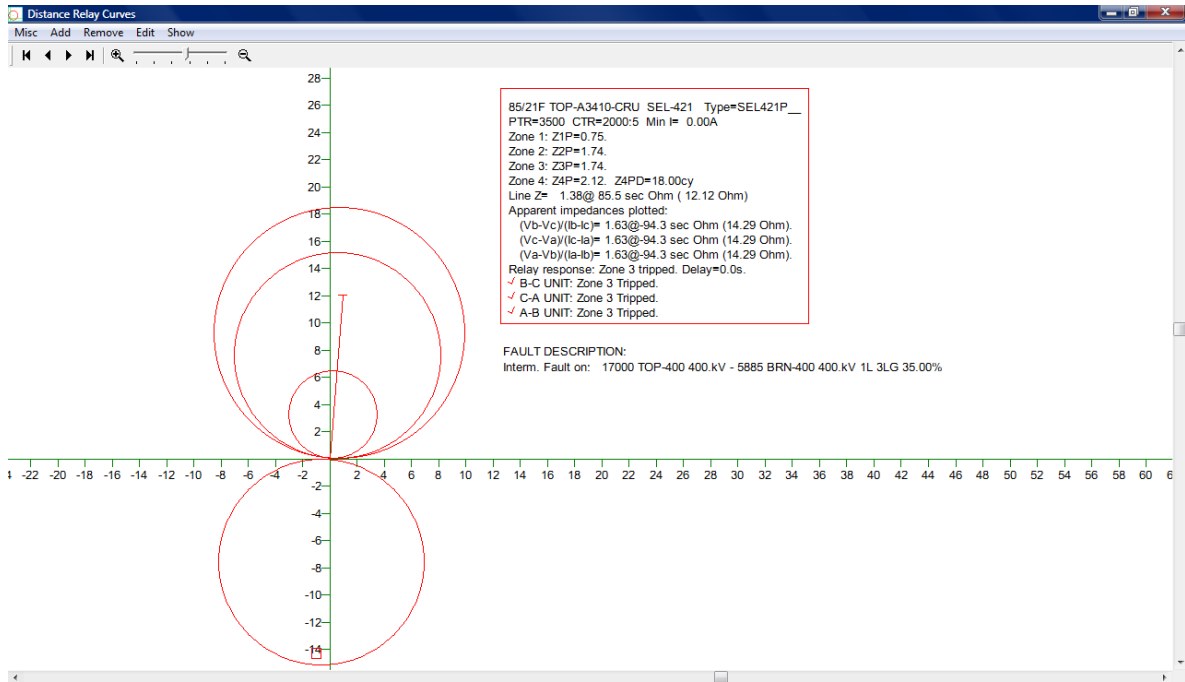 Distance Relay Curves
Misc Add Remove Edit Show
28
26
24
22
20
18
16
14
12
10
8
6
4
2
-2
-4
-6
-8
-10
-12
-14
4 -22 -20 -18 -16 -14 -12 -10 -8 -6 -4 -2 2 4 6 8 10 12 14 16 18 20 22 24 26 28 30 32 34 36 38 40 42 44 46 48 50 52 54 56 58 60 6
85/21F TOP-A3410-CRU SEL-421 Type=SEL421P__
PTR=3500 CTR=2000:5 Min I= 0.00A
Zone 1: Z1P=0.75.
Zone 2: Z2P=1.74.
Zone 3: Z3P=1.74.
Zone 4: Z4P=2.12. Z4PD=18.00cy
Line Z= 1.38@ 85.5 sec Ohm ( 12.12 Ohm)
Apparent impedances plotted:
(Vb-Vc)/(Ib-Ic)= 1.63@-94.3 sec Ohm (14.29 Ohm).
(Vc-Va)/(Ic-Ia)= 1.63@-94.3 sec Ohm (14.29 Ohm).
(Va-Vb)/(Ia-Ib)= 1.63@-94.3 sec Ohm (14.29 Ohm).
Relay response: Zone 3 tripped. Delay=0.0s.
B-C UNIT: Zone 3 Tripped.
C-A UNIT: Zone 3 Tripped.
A-B UNIT: Zone 3 Tripped.
FAULT DESCRIPTION:
Interm. Fault on: 17000 TOP-400 400.kV - 5885 BRN-400 400.kV 1L 3LG 35.00%